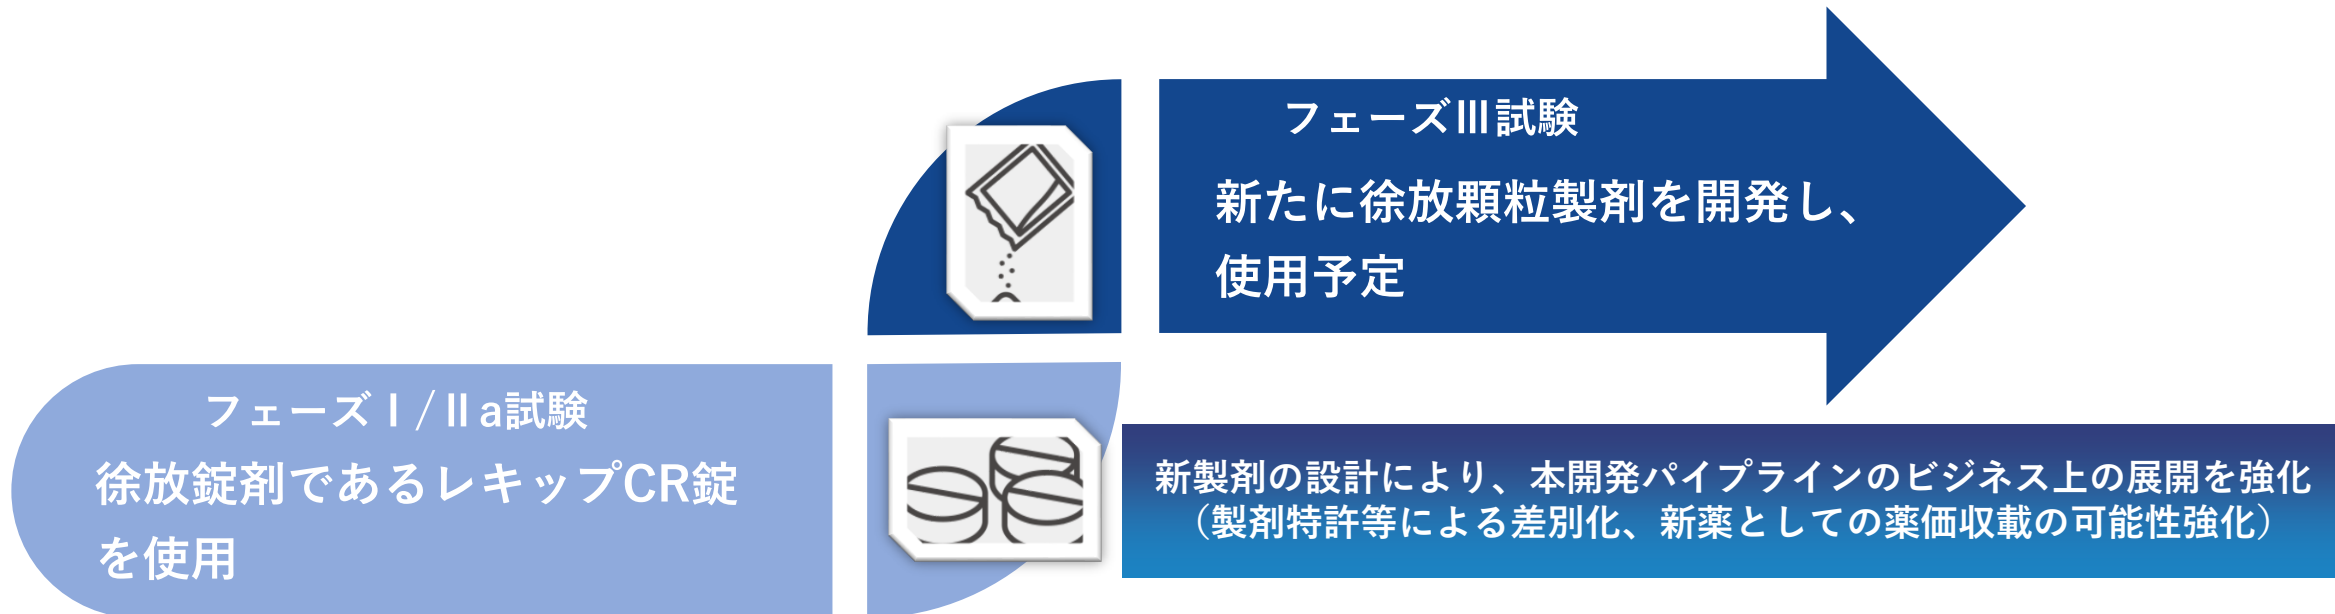 フェーズⅢ試験
新たに徐放顆粒製剤を開発し、
使用予定
フェーズⅠ/Ⅱa試験
徐放錠剤であるレキップCR錠
を使用
新製剤の設計により、本開発パイプラインのビジネス上の展開を強化
（製剤特許等による差別化、新薬としての薬価収載の可能性強化）